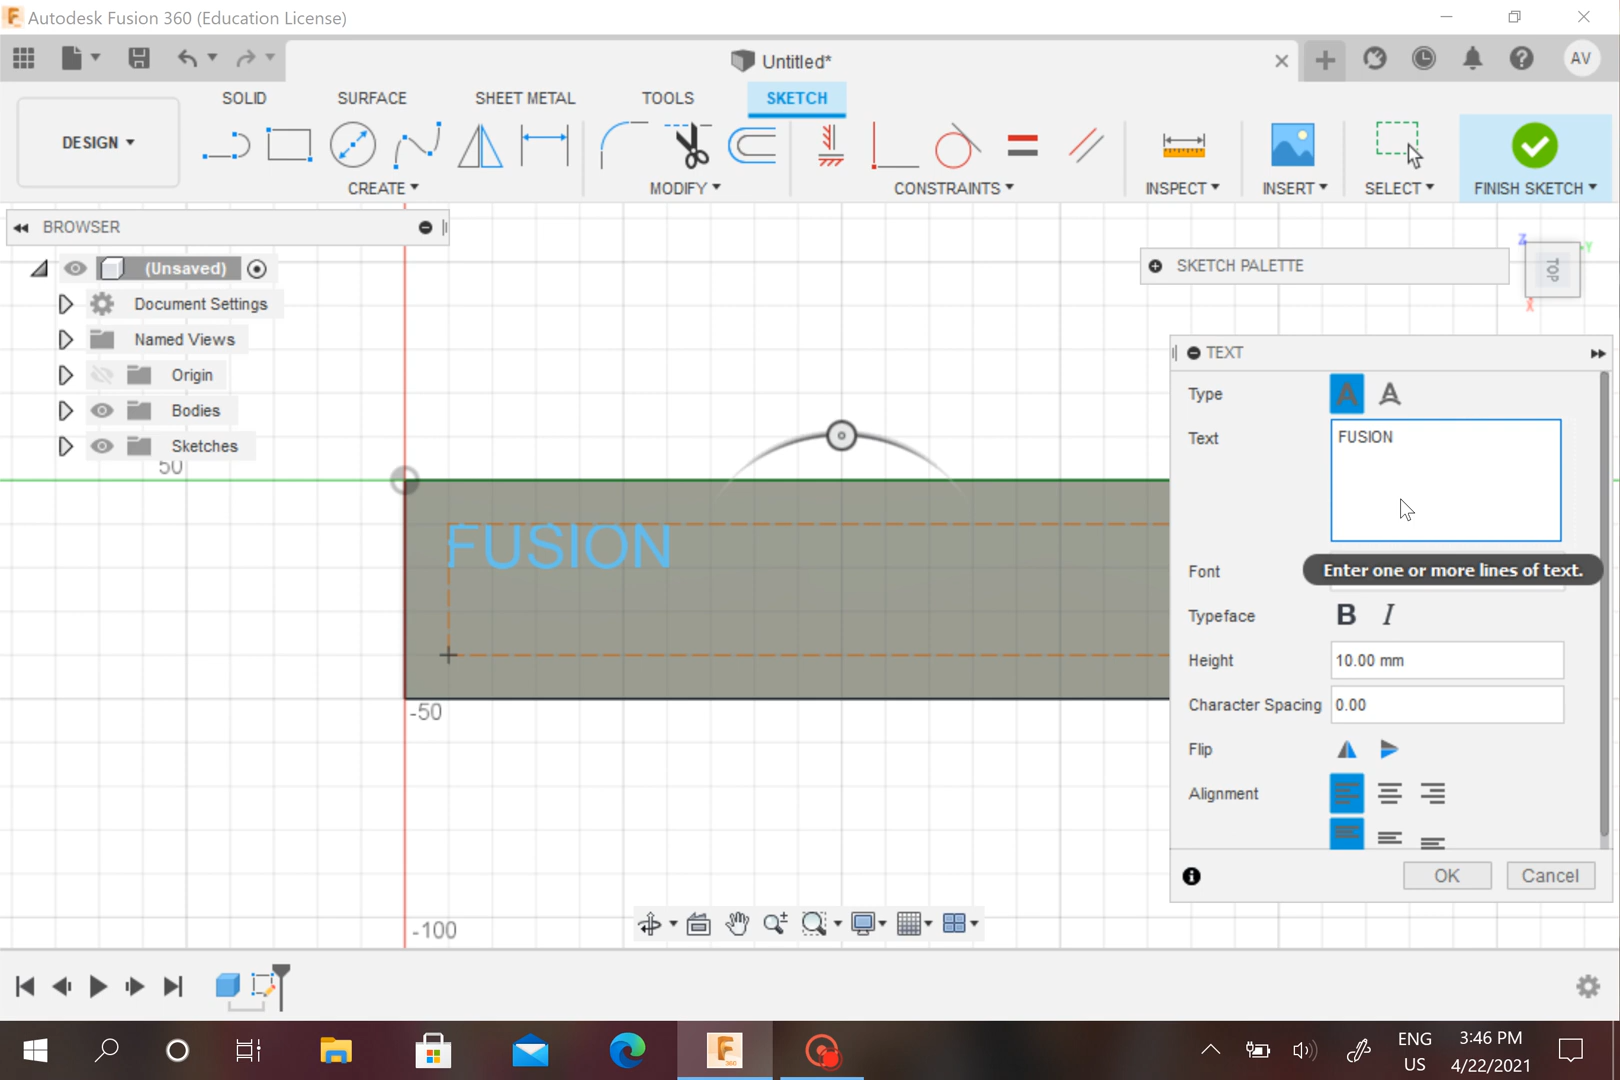 Autodesk Fusion 360 (Education License)
Untitled*
AV
SOLID
SURFACE
SHEET METAL
TOOLS
SKETCH
DESIGN
CREATE
MODIFY
CONSTRAINTS
INSPECT
INSERT
SELECT
FINISH SKETCH
BROWSER
(Unsaved)
Document Settings
Named Views
Origin
Bodies
Sketches
50
-50
-100
FUSION
SKETCH PALETTE
Z
Y
TOP
X
TEXT
Type
A A
Text
FUSION
Font
Enter one or more lines of text.
Typeface
B I
Height
10.00 mm
Character Spacing
0.00
Flip
Alignment
OK
Cancel
ENG
US
3:46 PM
4/22/2021